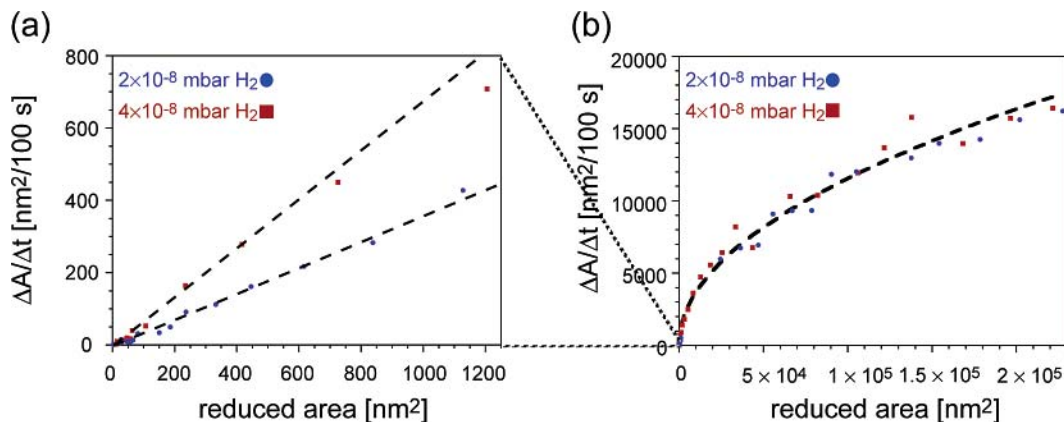 (a)
800
600
400
200
0
ΔA/Δt [nm²/100 s]
2×10⁻⁸ mbar H₂
4×10⁻⁸ mbar H₂
0 200 400 600 800 1000 1200
reduced area [nm²]
(b)
20000
15000
10000
5000
0
ΔA/Δt [nm²/100 s]
2×10⁻⁸ mbar H₂
4×10⁻⁸ mbar H₂
0 5 × 10⁴ 1 × 10⁵ 1.5 × 10⁵ 2 × 10⁵
reduced area [nm²]